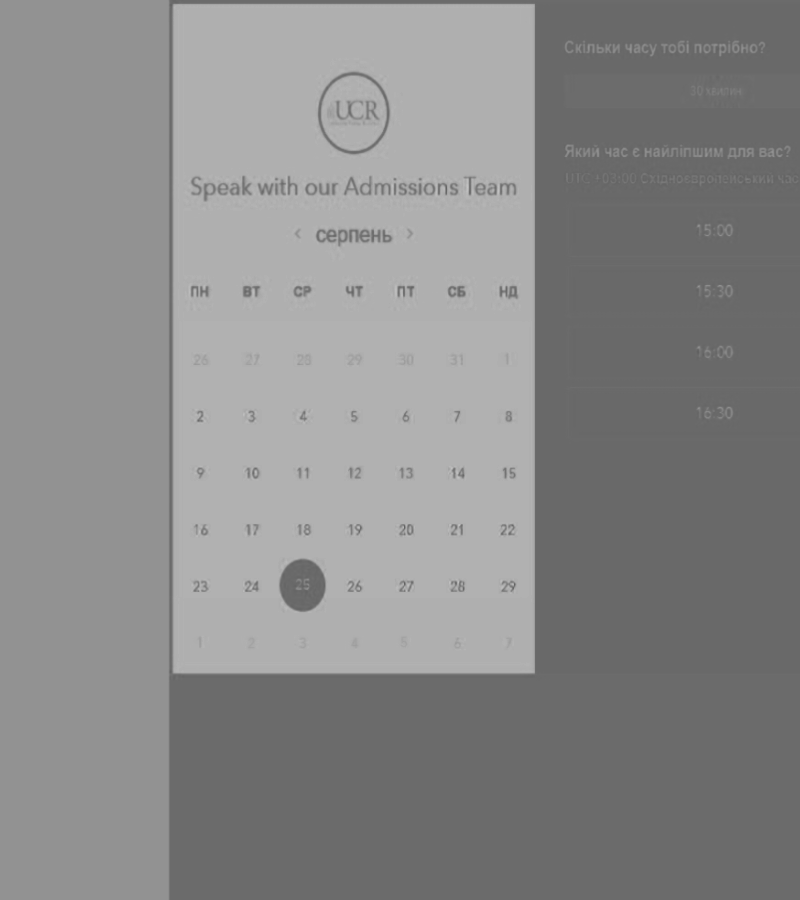 UCR
Speak with our Admissions Team
< серпень >
ПН ВТ СР ЧТ ПТ СБ НД
26 27 28 29 30 31 1
2 3 4 5 6 7 8
9 10 11 12 13 14 15
16 17 18 19 20 21 22
23 24 25 26 27 28 29
1 2 3 4 5 6 7
Скільки часу тобі потрібно?
30 хвилин
Який час є найліпшим для вас?
UTC +03:00 Східноєвропейський час
15:00
15:30
16:00
16:30